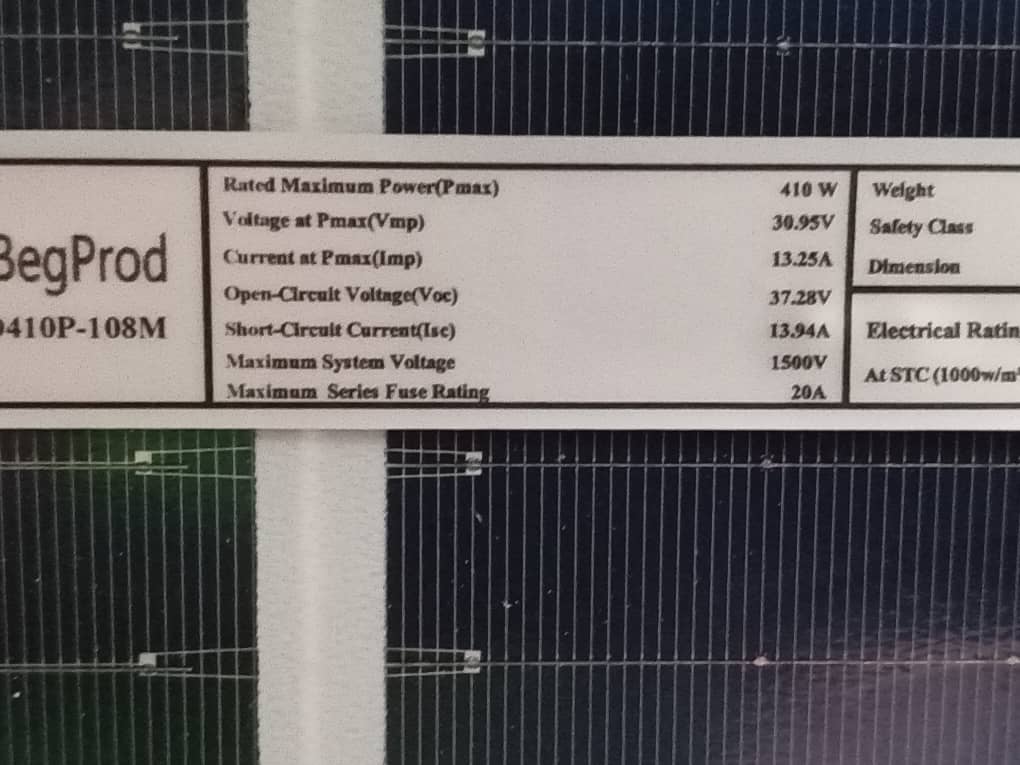 BegProd
410P-108M
Rated Maximum Power(Pmax) 410 W
Voltage at Pmax(Vmp) 30.95V
Current at Pmax(Imp) 13.25A
Open-Circuit Voltage(Voc) 37.28V
Short-Circuit Current(Isc) 13.94A
Maximum System Voltage 1500V
Maximum Series Fuse Rating 20A
Weight
Safety Class
Dimension
Electrical Ratin
At STC (1000w/m²